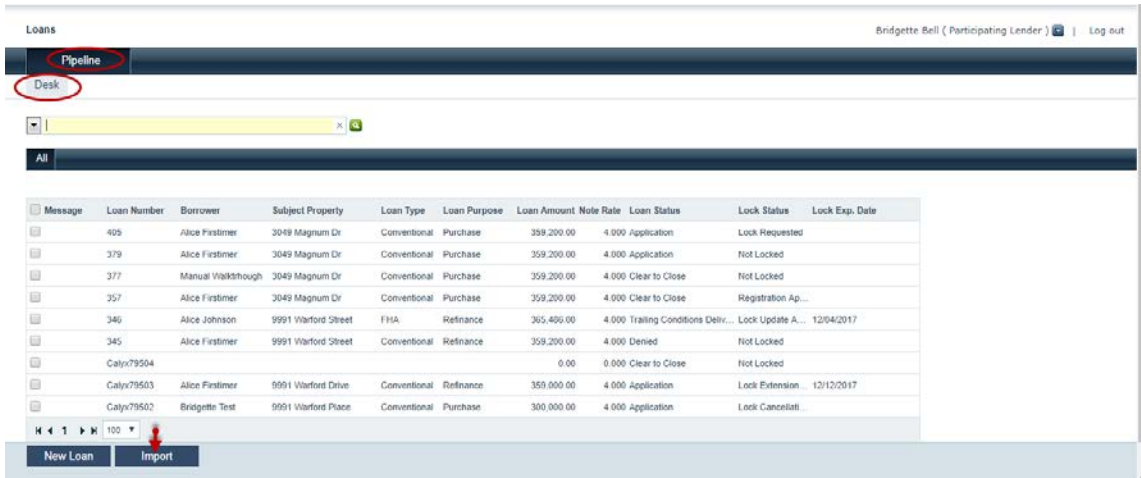 Loans Bridgette Bell ( Participating Lender ) | Log out
Pipeline
Desk
All
Message Loan Number Borrower Subject Property Loan Type Loan Purpose Loan Amount Note Rate Loan Status Lock Status Lock Exp. Date
405 Alice Firstimer 3049 Magnum Dr Conventional Purchase 359,200.00 4.000 Application Lock Requested
379 Alice Firstimer 3049 Magnum Dr Conventional Purchase 359,200.00 4.000 Application Not Locked
377 Manual Walkthough 3049 Magnum Dr Conventional Purchase 359,200.00 4.000 Clear to Close Not Locked
357 Alice Firstimer 3049 Magnum Dr Conventional Purchase 359,200.00 4.000 Clear to Close Registration Ap...
346 Alice Johnson 9991 Warford Street FHA Refinance 365,486.00 4.000 Trailing Conditions Deliv... Lock Update A... 12/04/2017
345 Alice Firstimer 9991 Warford Street Conventional Refinance 359,200.00 4.000 Denied Not Locked
Calyx79504 0.00 0.000 Clear to Close Not Locked
Calyx79503 Alice Firstimer 9991 Warford Drive Conventional Refinance 359,000.00 4.000 Application Lock Extension... 12/12/2017
Calyx79502 Bridgette Test 9991 Warford Place Conventional Purchase 300,000.00 4.000 Application Lock Cancellati...
1 100
New Loan Import